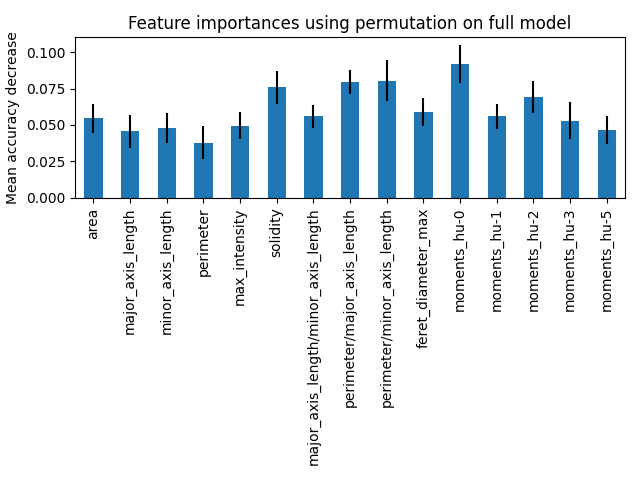 Feature importances using permutation on full model
Mean accuracy decrease
0.100
0.075
0.050
0.025
0.000
area
major_axis_length
minor_axis_length
perimeter
max_intensity
solidity
major_axis_length/minor_axis_length
perimeter/major_axis_length
perimeter/minor_axis_length
feret_diameter_max
moments_hu-0
moments_hu-1
moments_hu-2
moments_hu-3
moments_hu-5